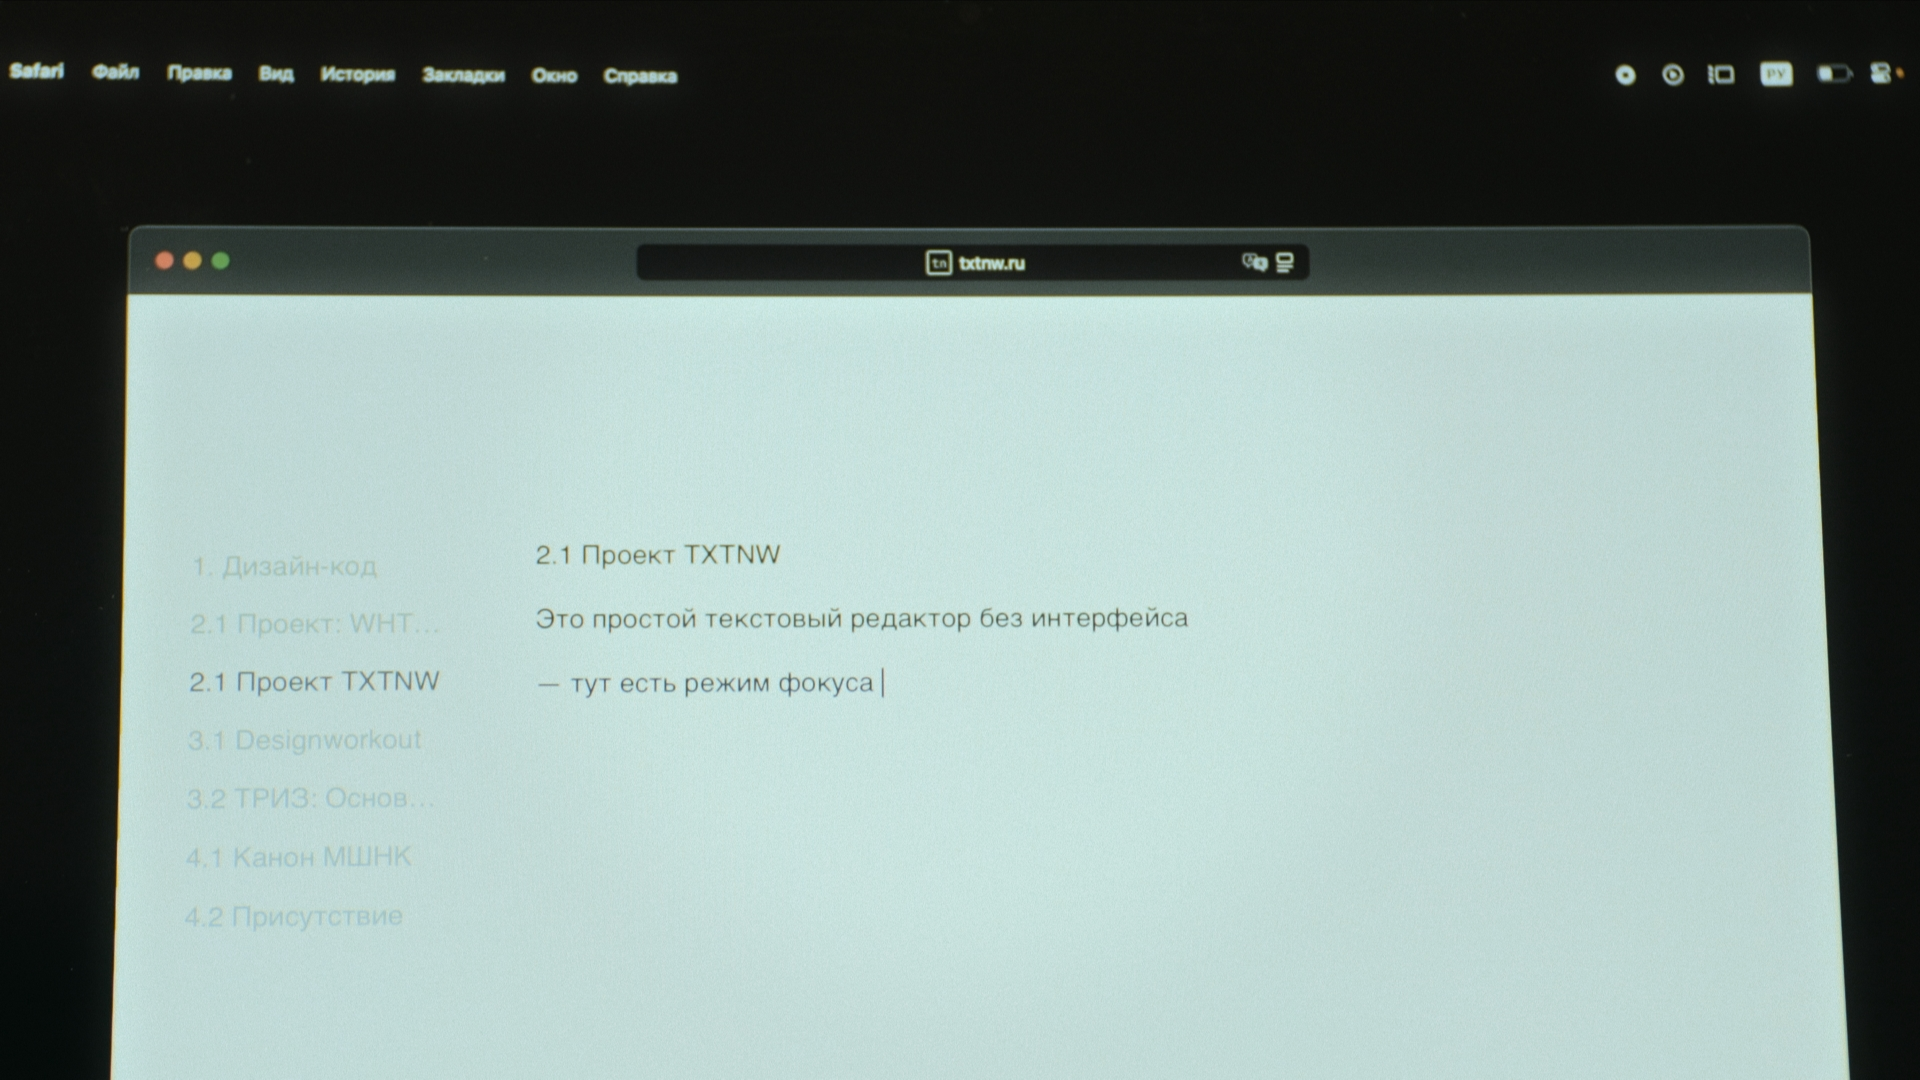 Safari Файл Правка Вид История Закладки Окно Справка
РУ
tn txtnw.ru
1. Дизайн-код
2.1 Проект: WHT...
2.1 Проект TXTNW
3.1 Designworkout
3.2 ТРИЗ: Основ...
4.1 Канон МШНК
4.2 Присутствие
2.1 Проект TXTNW
Это простой текстовый редактор без интерфейса
— тут есть режим фокуса